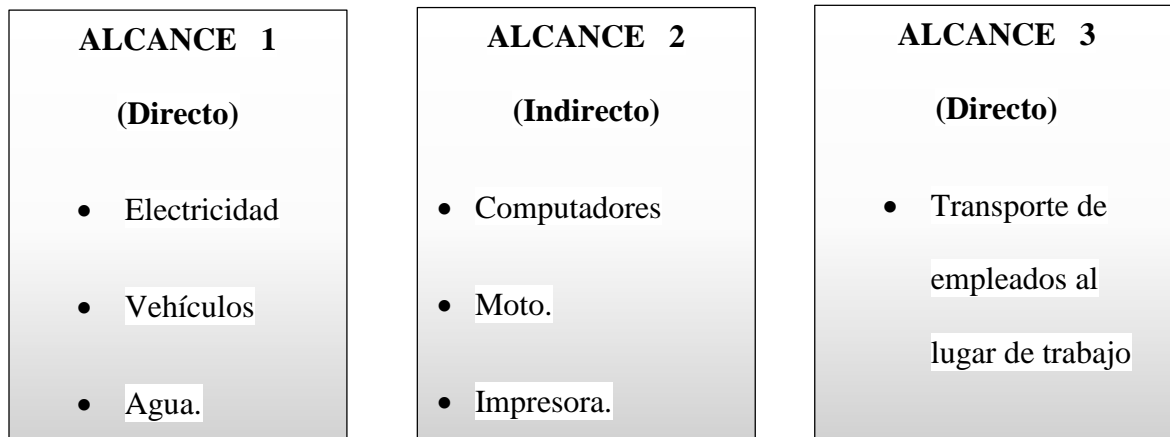 ALCANCE 1
(Directo)
• Electricidad
• Vehículos
• Agua.
ALCANCE 2
(Indirecto)
• Computadores
• Moto.
• Impresora.
ALCANCE 3
(Directo)
• Transporte de
empleados al
lugar de trabajo